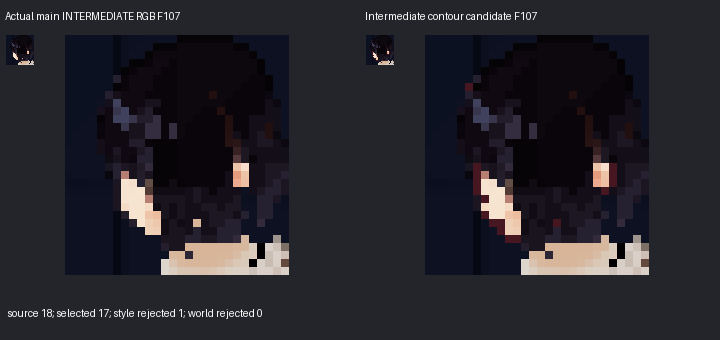 Actual main INTERMEDIATE RGB F107
Intermediate contour candidate F107
source 18; selected 17; style rejected 1; world rejected 0